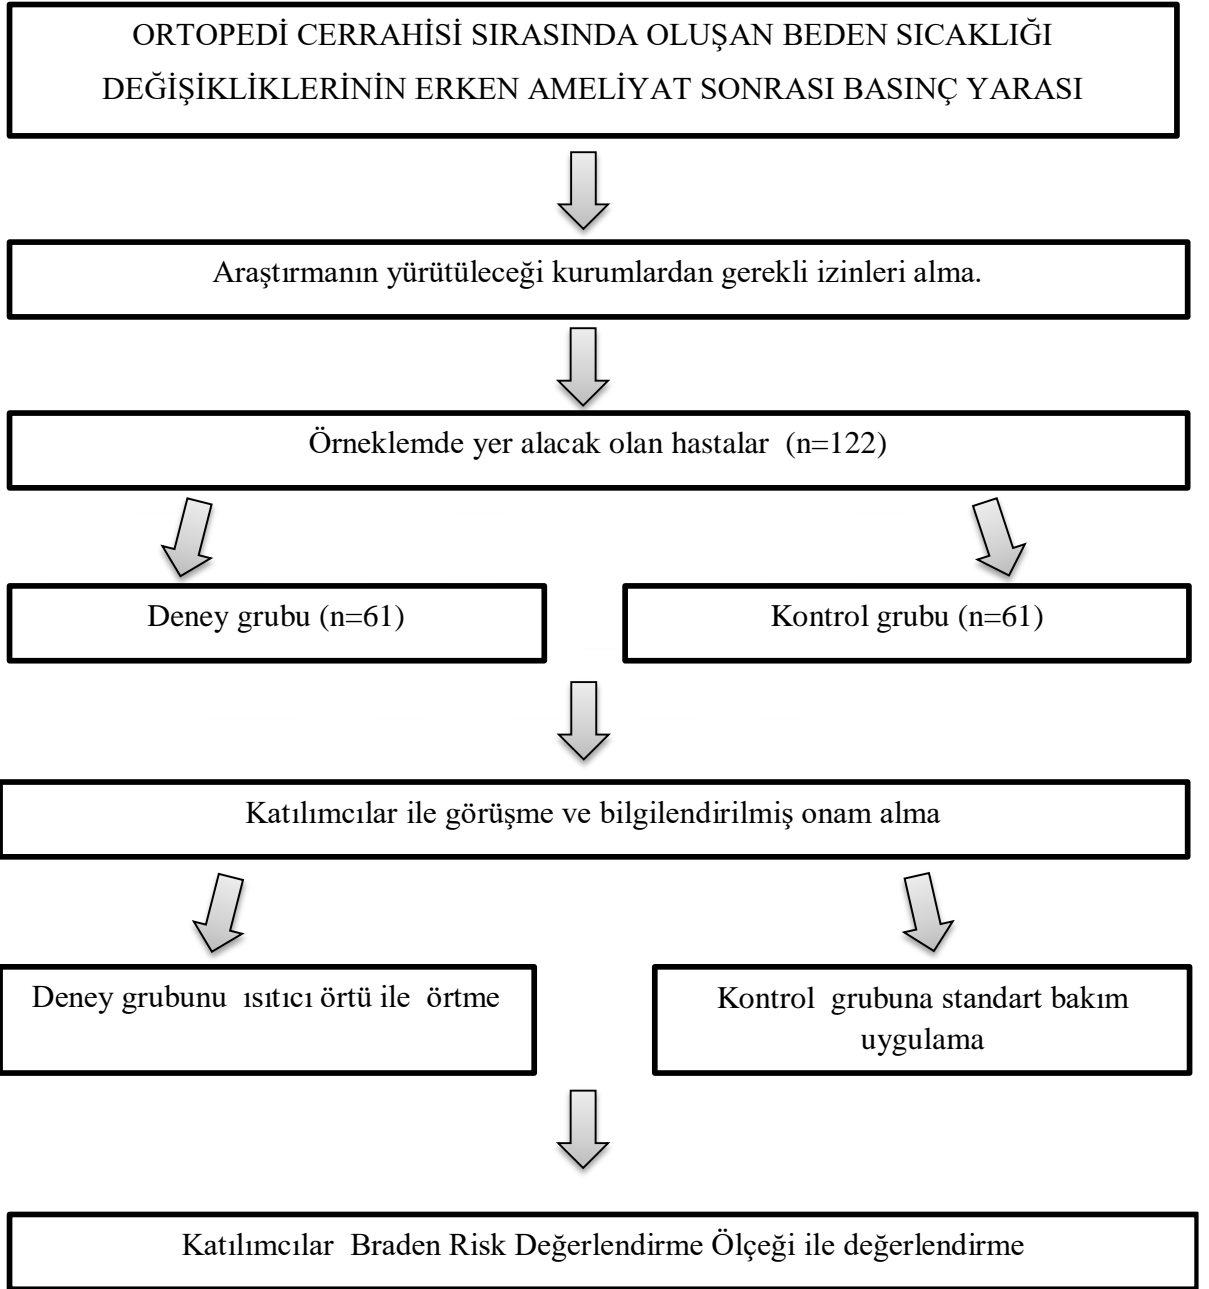 ORTOPEDİ CERRAHİSİ SIRASINDA OLUŞAN BEDEN SICAKLIĞI
DEĞİŞİKLİKLERİNİN ERKEN AMELİYAT SONRASI BASINÇ YARASI
Araştırmanın yürütüleceği kurumlardan gerekli izinleri alma.
Örneklemde yer alacak olan hastalar (n=122)
Deney grubu (n=61)
Kontrol grubu (n=61)
Katılımcılar ile görüşme ve bilgilendirilmiş onam alma
Deney grubunu ısıtıcı örtü ile örtme
Kontrol grubuna standart bakım
uygulama
Katılımcılar Braden Risk Değerlendirme Ölçeği ile değerlendirme